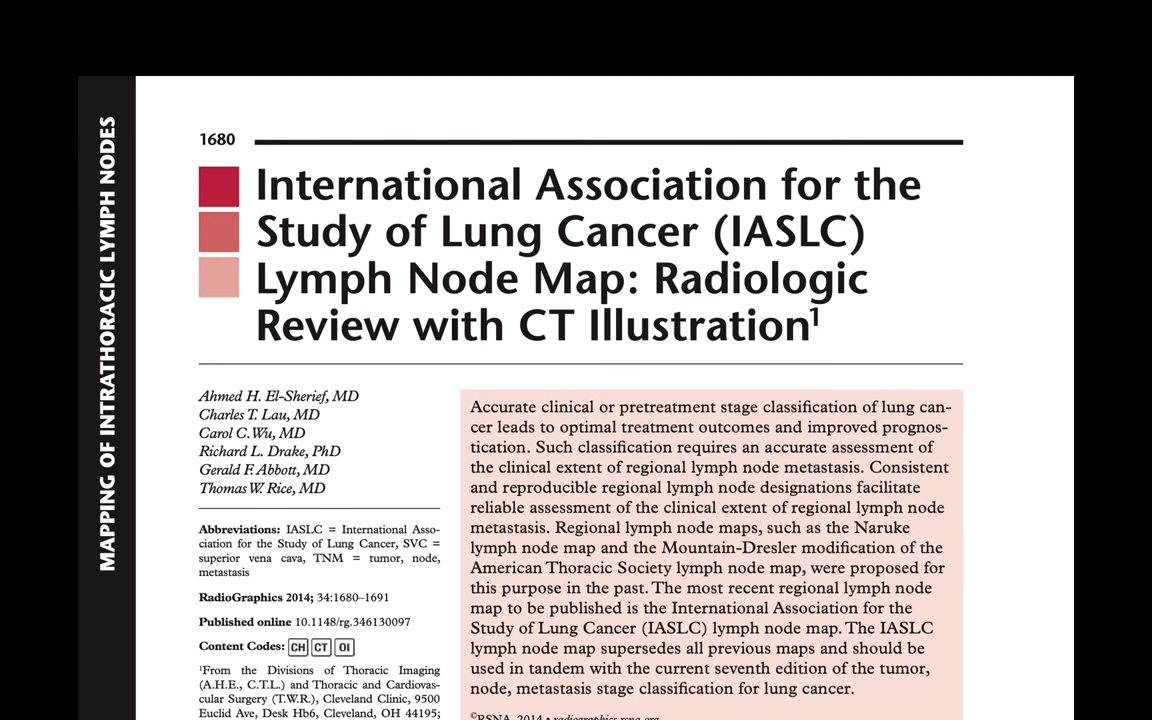 MAPPING OF INTRATHORACIC LYMPH NODES
1680
International Association for the
Study of Lung Cancer (IASLC)
Lymph Node Map: Radiologic
Review with CT Illustration¹
Ahmed H. El-Sherief, MD
Charles T. Lau, MD
Carol C. Wu, MD
Richard L. Drake, PhD
Gerald F. Abbott, MD
Thomas W. Rice, MD
Abbreviations: IASLC = International Asso-
ciation for the Study of Lung Cancer, SVC =
superior vena cava, TNM = tumor, node,
metastasis
RadioGraphics 2014; 34:1680–1691
Published online 10.1148/rg.346130097
Content Codes: CH CT OI
¹From the Divisions of Thoracic Imaging
(A.H.E., C.T.L.) and Thoracic and Cardiovas-
cular Surgery (T.W.R.), Cleveland Clinic, 9500
Euclid Ave, Desk Hb6, Cleveland, OH 44195;
Accurate clinical or pretreatment stage classification of lung can-
cer leads to optimal treatment outcomes and improved prognos-
tication. Such classification requires an accurate assessment of
the clinical extent of regional lymph node metastasis. Consistent
and reproducible regional lymph node designations facilitate
reliable assessment of the clinical extent of regional lymph node
metastasis. Regional lymph node maps, such as the Naruke
lymph node map and the Mountain-Dresler modification of the
American Thoracic Society lymph node map, were proposed for
this purpose in the past. The most recent regional lymph node
map to be published is the International Association for the
Study of Lung Cancer (IASLC) lymph node map. The IASLC
lymph node map supersedes all previous maps and should be
used in tandem with the current seventh edition of the tumor,
node, metastasis stage classification for lung cancer.
©RSNA, 2014 • radiographics.rsna.org